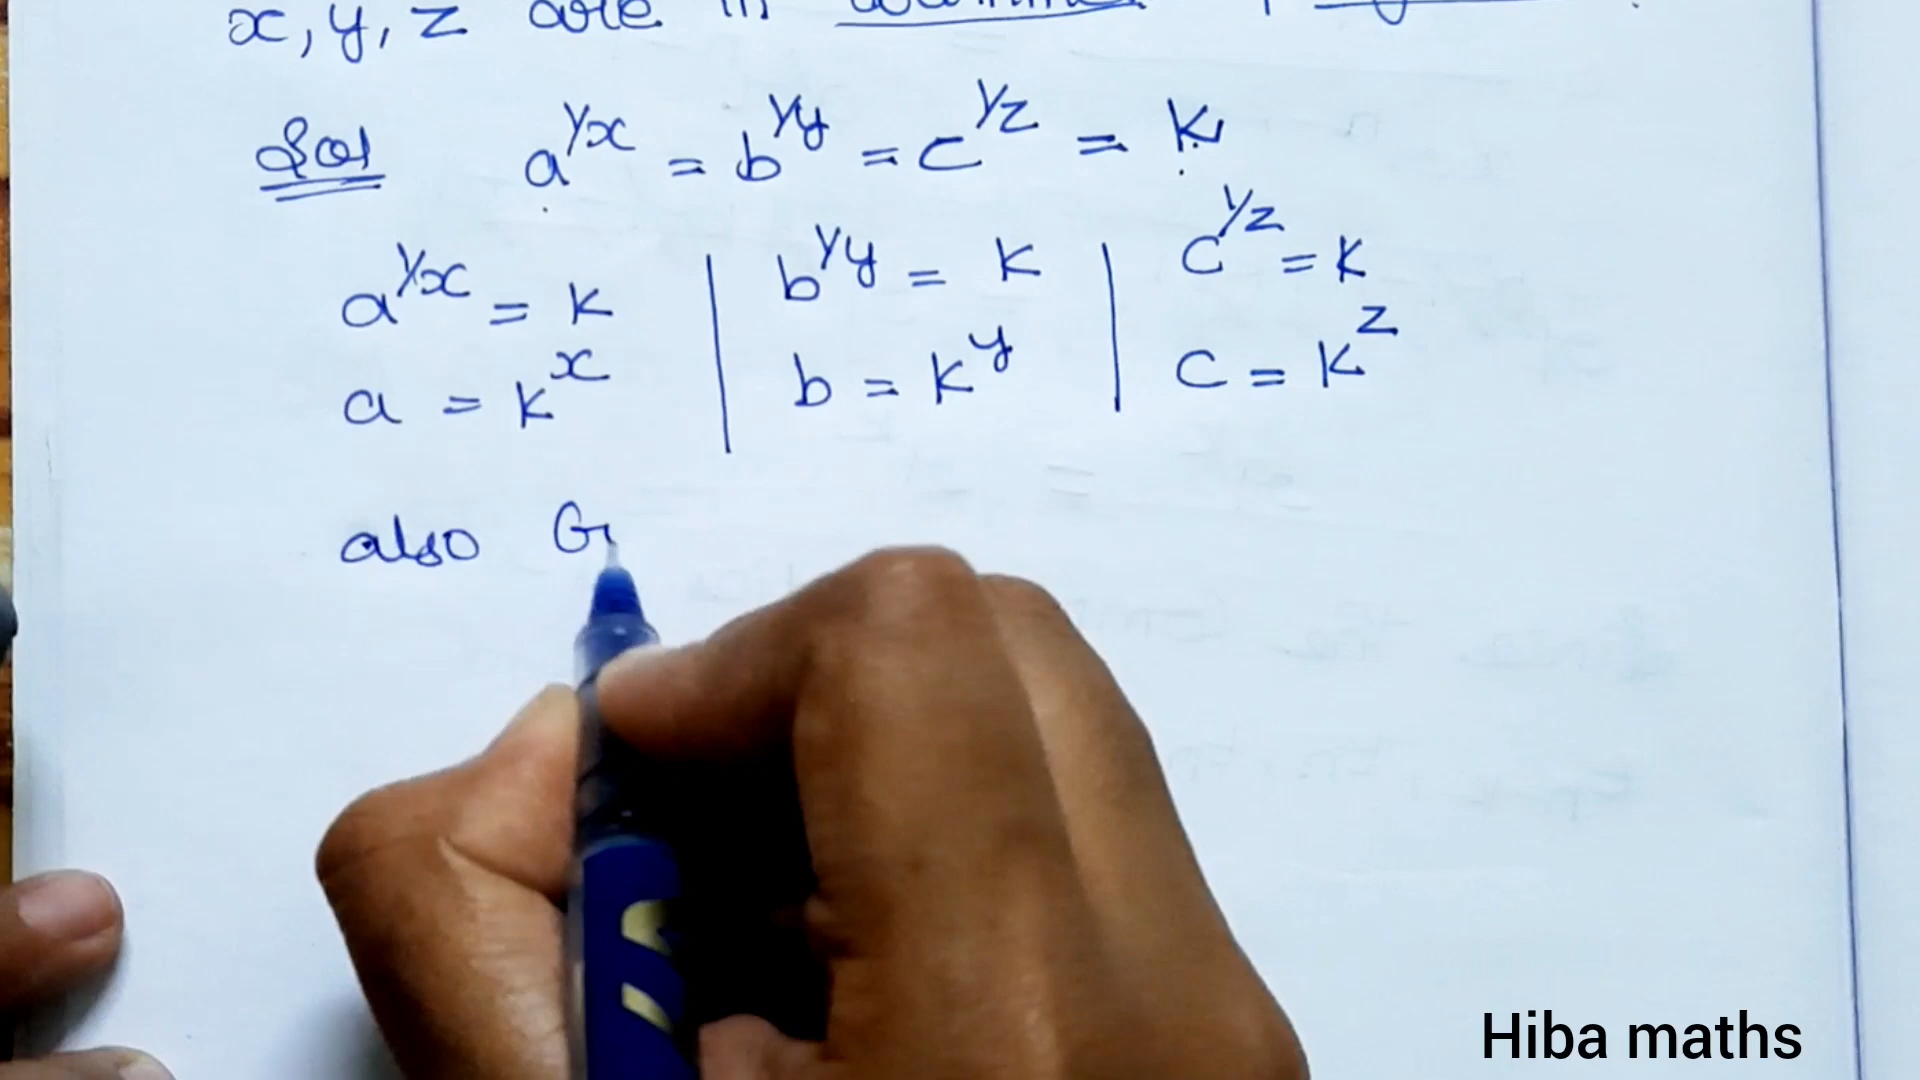 x, y, z are in
Sol a^1/x = b^1/y = c^1/z = k
a^1/x = k | b^1/y = k | c^1/z = k
a = k^x | b = k^y | c = k^z
also G
Hiba maths